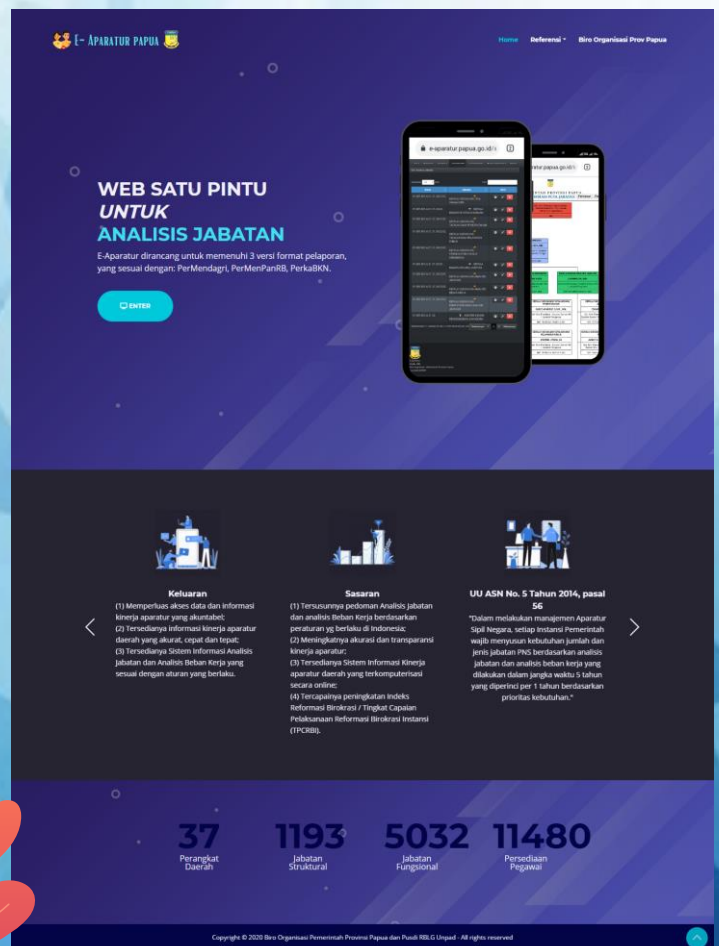 E- Aparatur papua
Home Referensi Biro Organisasi Prov Papua
WEB SATU PINTU
UNTUK
ANALISIS JABATAN
E-Aparatur dirancang untuk memenuhi 3 versi format pelaporan,
yang sesuai dengan: PerMendagri, PerMenPanRB, PerkaBKN.
ENTER
e-aparatur.papua.go.id/
Keluaran
(1) Memperluas akses data dan informasi
kinerja aparatur yang akuntabel;
(2) Tersedianya informasi kinerja aparatur
daerah yang akurat, cepat dan tepat;
(3) Tersedianya Sistem Informasi Analisis
Jabatan dan Analisis Beban Kerja yang
sesuai dengan aturan yang berlaku.
Sasaran
(1) Tersusunnya pedoman Analisis Jabatan
dan analisis Beban Kerja berdasarkan
peraturan yg berlaku di Indonesia;
(2) Meningkatnya akurasi dan transparansi
kinerja aparatur;
(3) Tersedianya Sistem Informasi Kinerja
aparatur daerah yang terkomputerisasi
secara online;
(4) Tercapainya peningkatan Indeks
Reformasi Birokrasi / Tingkat Capaian
Pelaksanaan Reformasi Birokrasi Instansi
(TPCRBI).
UU ASN No. 5 Tahun 2014, pasal
56
"Dalam melakukan manajemen Aparatur
Sipil Negara, setiap Instansi Pemerintah
wajib menyusun kebutuhan jumlah dan
jenis jabatan PNS berdasarkan analisis
jabatan dan analisis beban kerja yang
dilakukan dalam jangka waktu 5 tahun
yang diperinci per 1 tahun berdasarkan
prioritas kebutuhan."
37
Perangkat
Daerah
1193
Jabatan
Struktural
5032
Jabatan
Fungsional
11480
Persediaan
Pegawai
Copyright © 2020 Biro Organisasi Pemerintah Provinsi Papua dan Pusdi RBLG Unpad - All rights reserved